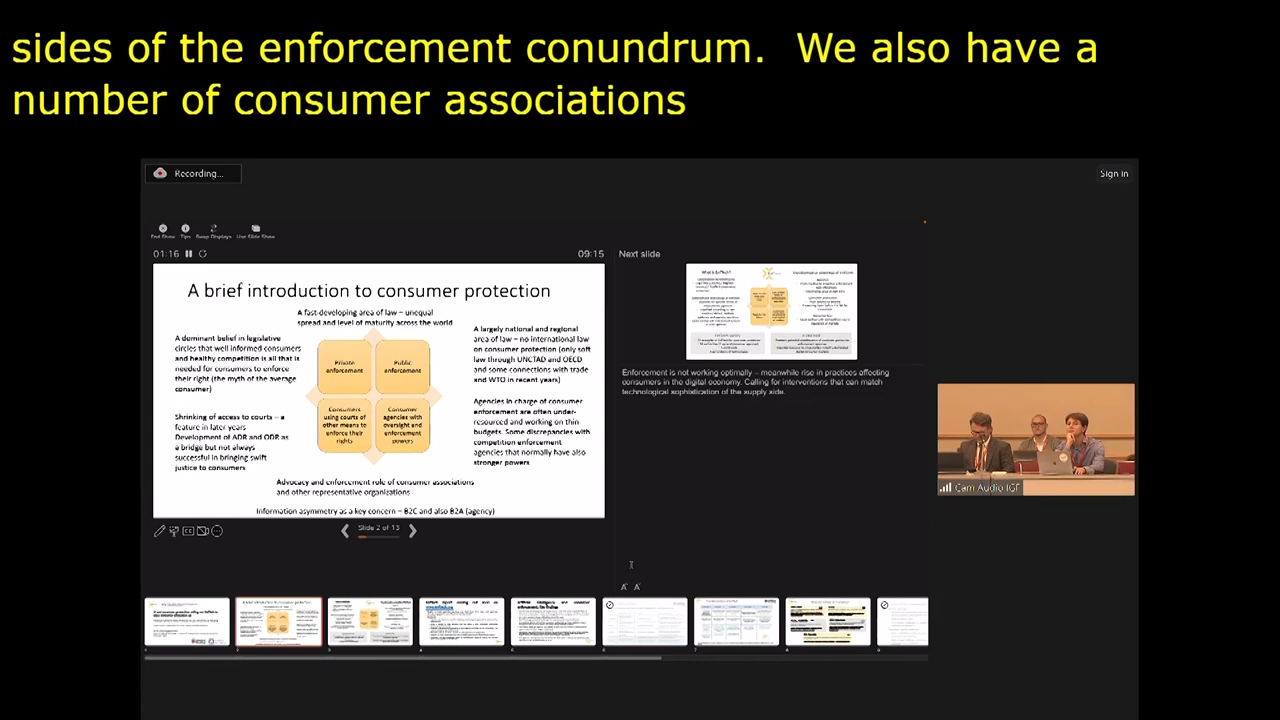 sides of the enforcement conundrum.  We also have a
number of consumer associations
Recording...
Sign in
End Show
Tips
Swap Displays
Use Slide Show
01:16
09:15
Next slide
A brief introduction to consumer protection
A fast-developing area of law – unequal
spread and level of maturity across the world
A dominant belief in legislative
circles that well informed consumers
and healthy competition is all that is
needed for consumers to enforce
their right (the myth of the average
consumer)
Shrinking of access to courts – a
feature in later years
Development of ADR and ODR as
a bridge but not always
successful in bringing swift
justice to consumers
Private
enforcement
Public
enforcement
Consumers
using courts of
other means to
enforce their
rights
Consumer
agencies with
oversight and
enforcement
powers
A largely national and regional
area of law – no international law
on consumer protection (only soft
law through UNCTAD and OECD
and some connections with trade
and WTO in recent years)
Agencies in charge of consumer
enforcement are often under-
resourced and working on thin
budgets. Some discrepancies with
competition enforcement
agencies that normally have also
stronger powers
Advocacy and enforcement role of consumer associations
and other representative organizations
Information asymmetry as a key concern – B2C and also B2A (agency)
Enforcement is not working optimally – meanwhile rise in practices affecting
consumers in the digital economy. Calling for interventions that can match
technological sophistication of the supply side.
Slide 2 of 13
Cam Audio IGF